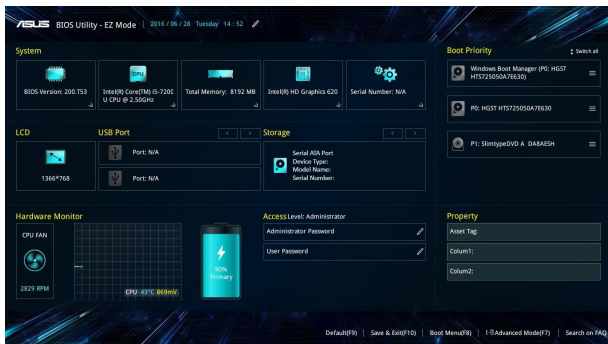 ASUS BIOS Utility - EZ Mode | 2016 / 06 / 28 Tuesday 14 : 52
System
BIOS Version: 200.T53
CPU
Intel(R) Core(TM) i5-7200
U CPU @ 2.50GHz
Total Memory: 8192 MB
Intel(R) HD Graphics 620
Serial Number: N/A
Boot Priority
Switch all
Windows Boot Manager (P0: HGST
HTS725050A7E630)
P0: HGST HTS725050A7E630
P1: SlimtypeDVD A DA8AESH
LCD
1366*768
USB Port
Port: N/A
Port: N/A
Storage
Serial ATA Port
Device Type:
Model Name:
Serial Number:
Hardware Monitor
CPU FAN
2829 RPM
CPU 43°C 869mV
90%
Primary
Access Level: Administrator
Administrator Password
User Password
Property
Asset Tag:
Colum1:
Colum2:
Default(F9) | Save & Exit(F10) | Boot Menu(F8) | Advanced Mode(F7) | Search on FAQ